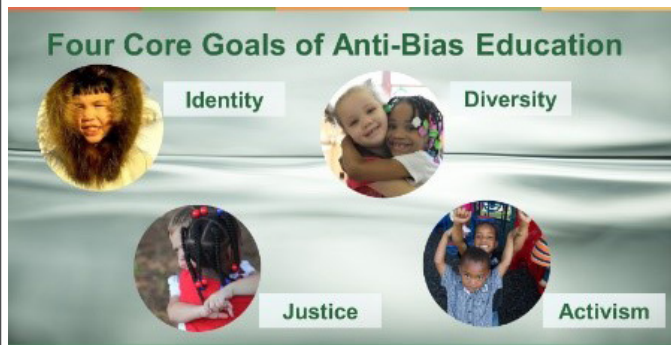 Four Core Goals of Anti-Bias Education
Identity
Diversity
Justice
Activism